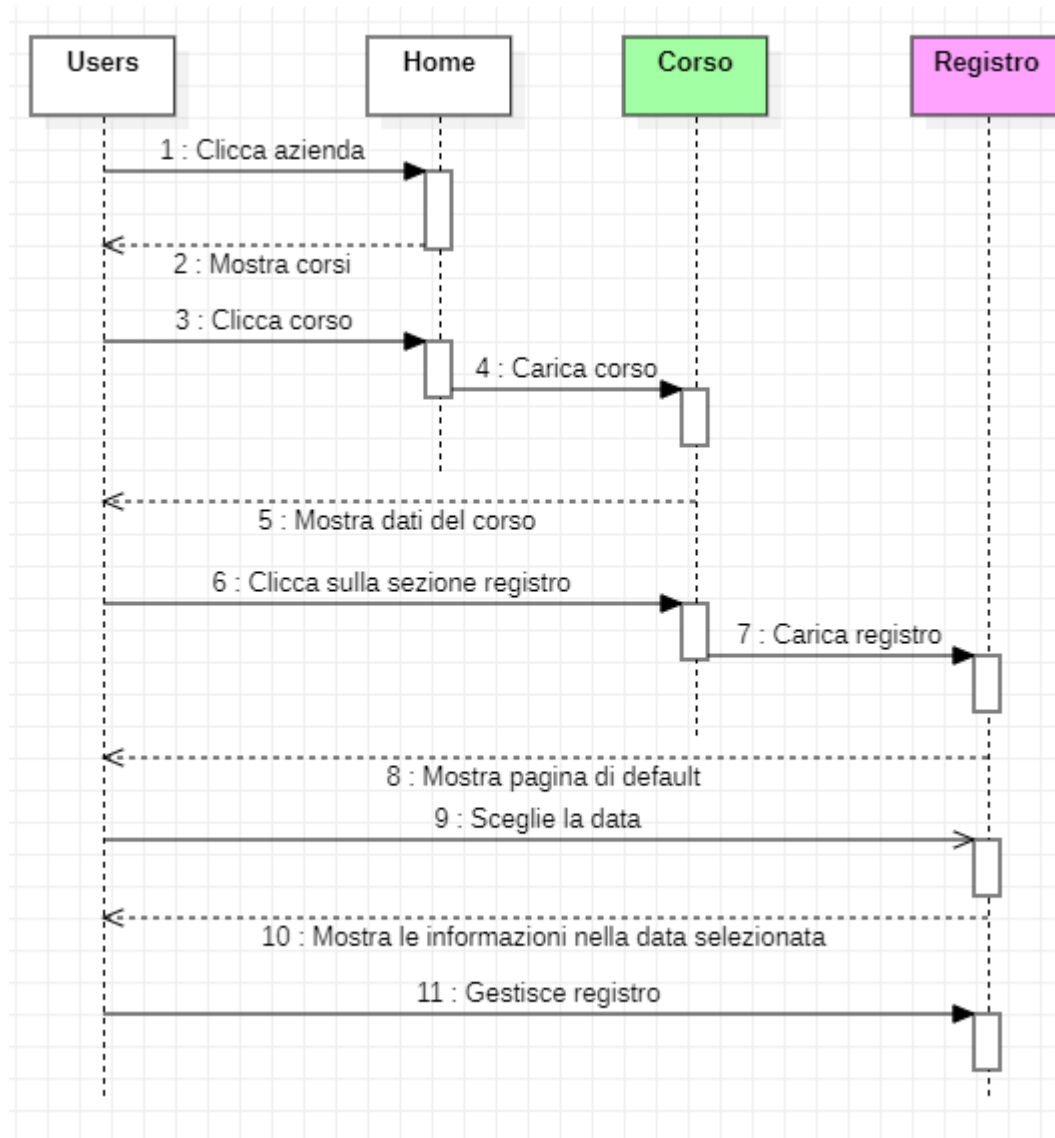 Users
Home
Corso
Registro
1 : Clicca azienda
2 : Mostra corsi
3 : Clicca corso
4 : Carica corso
5 : Mostra dati del corso
6 : Clicca sulla sezione registro
7 : Carica registro
8 : Mostra pagina di default
9 : Sceglie la data
10 : Mostra le informazioni nella data selezionata
11 : Gestisce registro